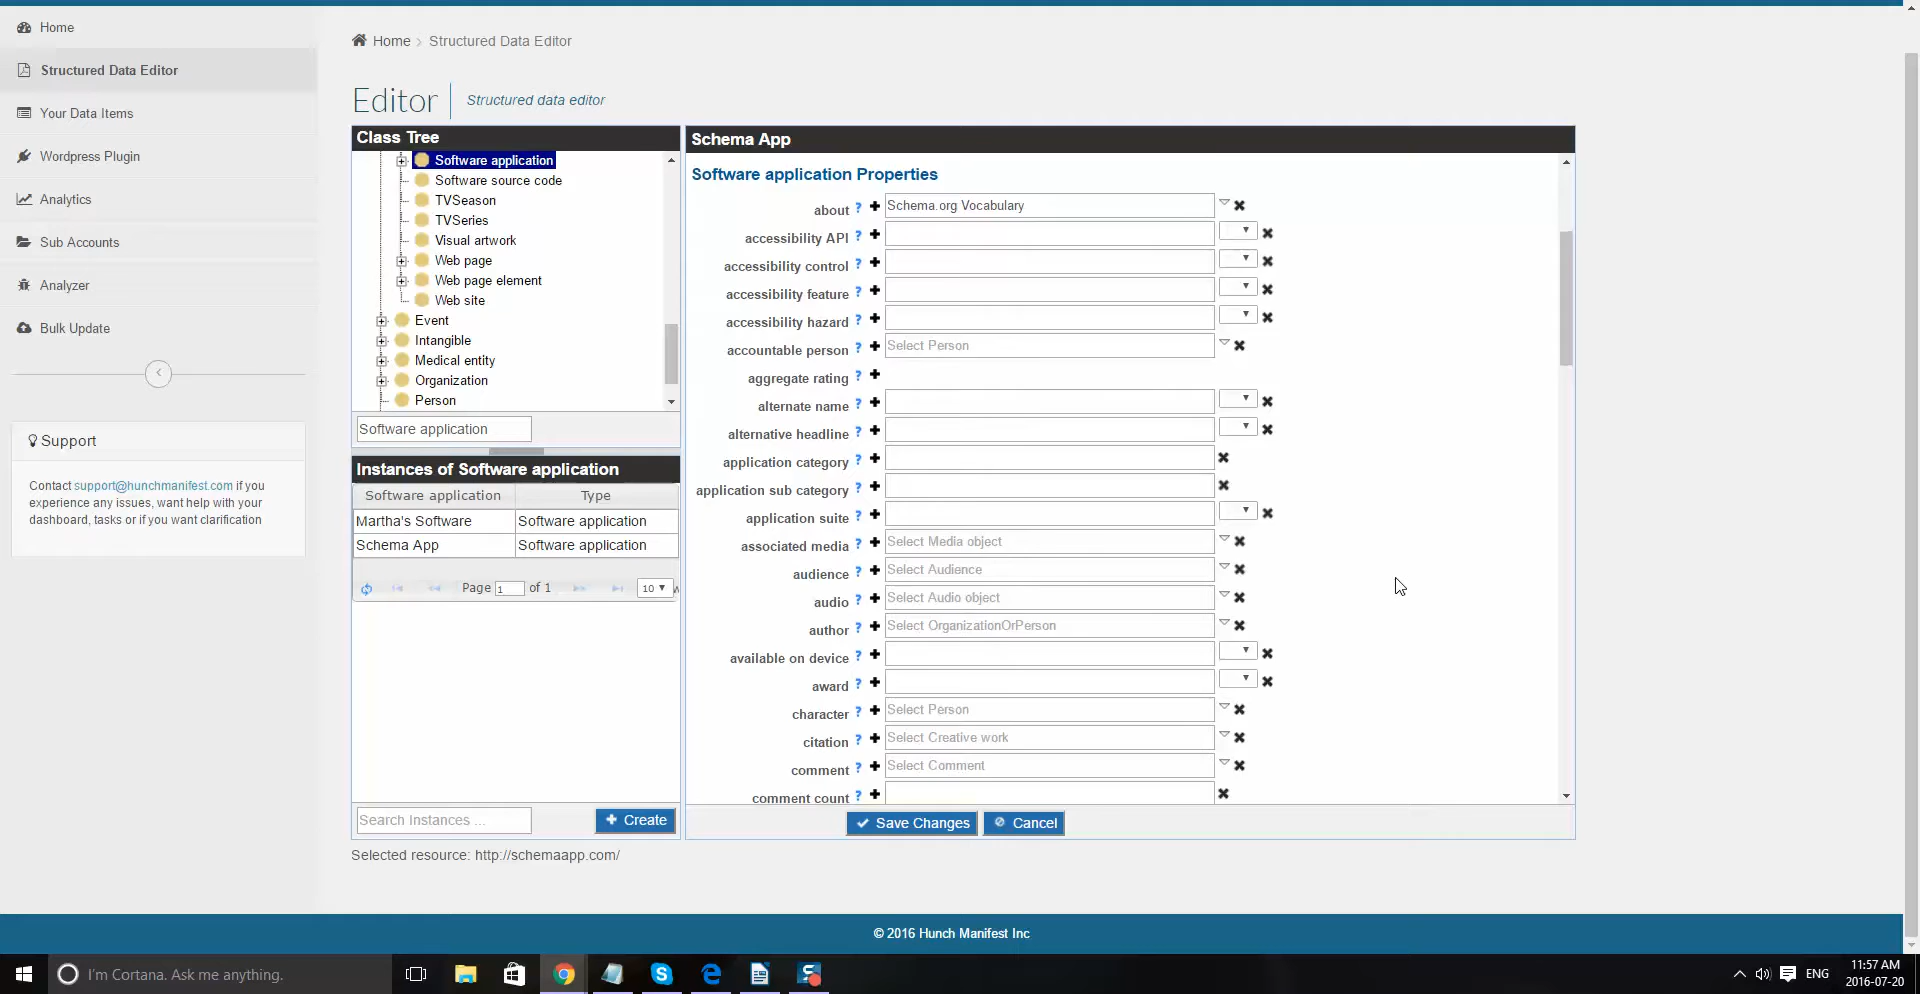 Home
Structured Data Editor
Your Data Items
Wordpress Plugin
Analytics
Sub Accounts
Analyzer
Bulk Update
Support
Contact support@hunchmanifest.com if you
experience any issues, want help with your
dashboard, tasks or if you want clarification
Home > Structured Data Editor
Editor Structured data editor
Class Tree
Software application
Software source code
TVSeason
TVSeries
Visual artwork
Web page
Web page element
Web site
Event
Intangible
Medical entity
Organization
Person
Software application
Instances of Software application
Software application Type
Martha's Software Software application
Schema App Software application
Page 1 of 1 10
Search Instances ... Create
Selected resource: http://schemaapp.com/
Schema App
Software application Properties
about ? Schema.org Vocabulary
accessibility API ?
accessibility control ?
accessibility feature ?
accessibility hazard ?
accountable person ? Select Person
aggregate rating ?
alternate name ?
alternative headline ?
application category ?
application sub category ?
application suite ?
associated media ? Select Media object
audience ? Select Audience
audio ? Select Audio object
author ? Select OrganizationOrPerson
available on device ?
award ?
character ? Select Person
citation ? Select Creative work
comment ? Select Comment
comment count ?
Save Changes Cancel
© 2016 Hunch Manifest Inc
I'm Cortana. Ask me anything.
ENG
11:57 AM
2016-07-20